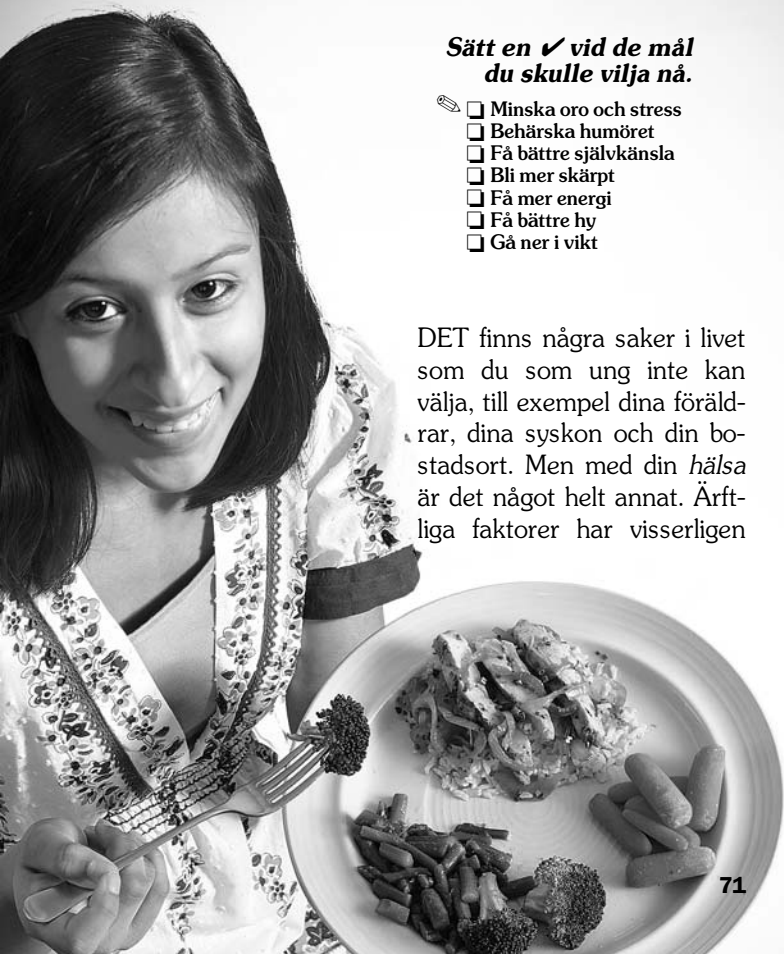 Sätt en ✔ vid de mål
du skulle vilja nå.
✎ ❏ Minska oro och stress
❏ Behärska humöret
❏ Få bättre självkänsla
❏ Bli mer skärpt
❏ Få mer energi
❏ Få bättre hy
❏ Gå ner i vikt
DET finns några saker i livet
som du som ung inte kan
välja, till exempel dina föräld-
rar, dina syskon och din bo-
stadsort. Men med din hälsa
är det något helt annat. Ärft-
liga faktorer har visserligen
71